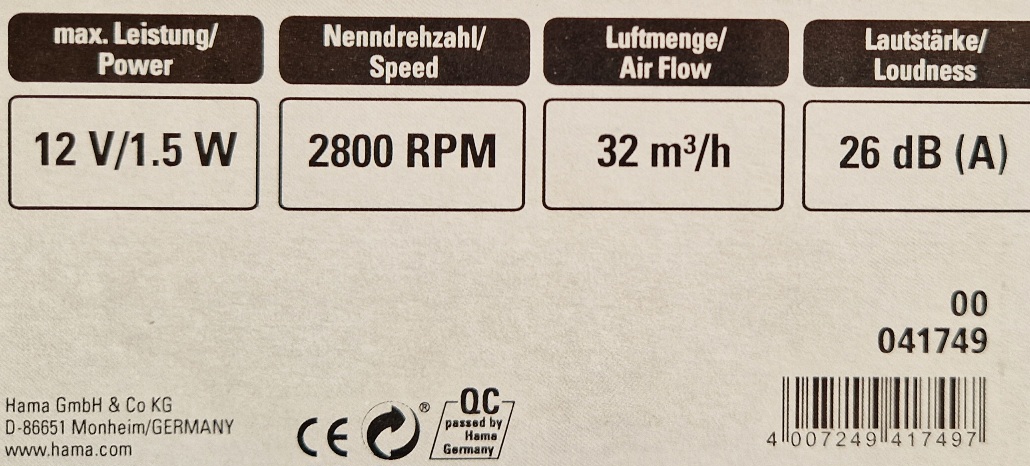 max. Leistung/
Power
Nenndrehzahl/
Speed
Luftmenge/
Air Flow
Lautstärke/
Loudness
12 V/1.5 W
2800 RPM
32 m³/h
26 dB (A)
00
041749
Hama GmbH & Co KG
D-86651 Monheim/GERMANY
www.hama.com
CE
®
QC
passed by
Hama
Germany
4 007249 417497